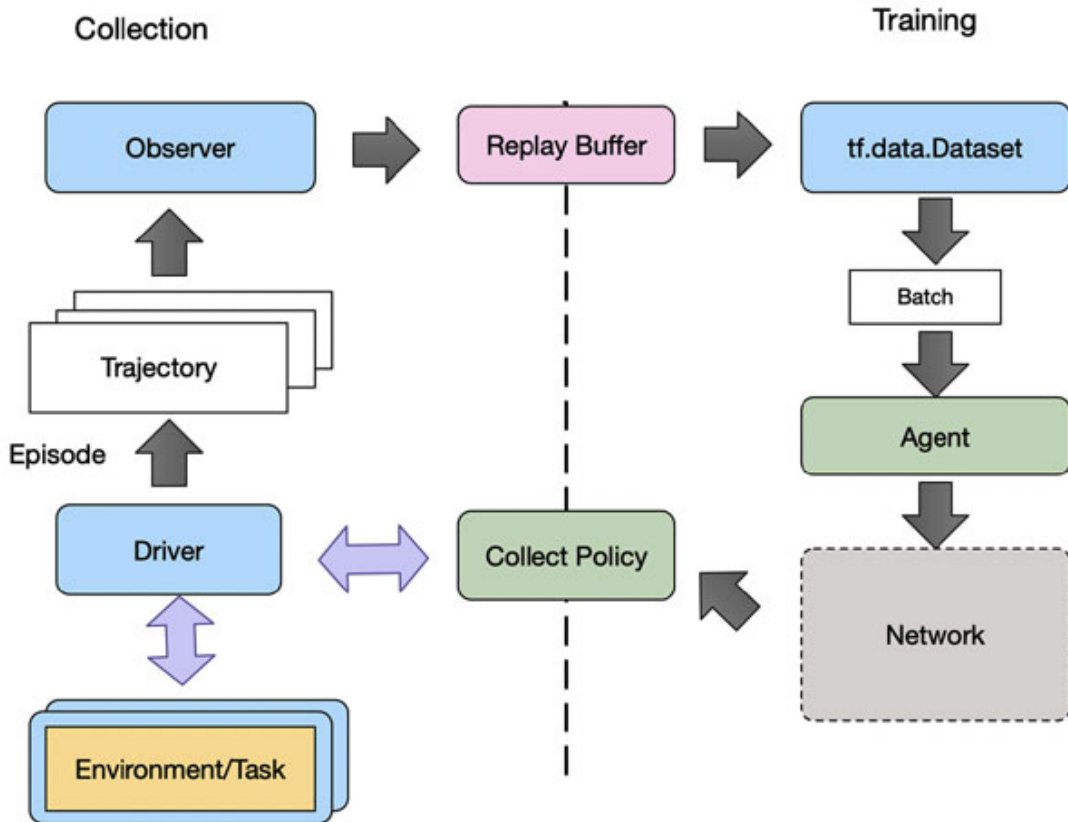 Collection
Training
Observer
Replay Buffer
tf.data.Dataset
Batch
Trajectory
Agent
Episode
Driver
Collect Policy
Network
Environment/Task